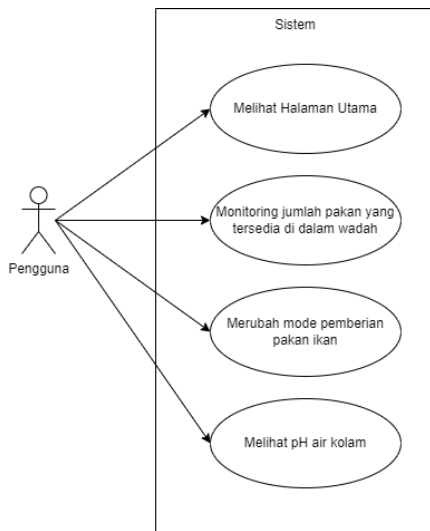 Sistem
Melihat Halaman Utama
Monitoring jumlah pakan yang
tersedia di dalam wadah
Pengguna
Merubah mode pemberian
pakan ikan
Melihat pH air kolam